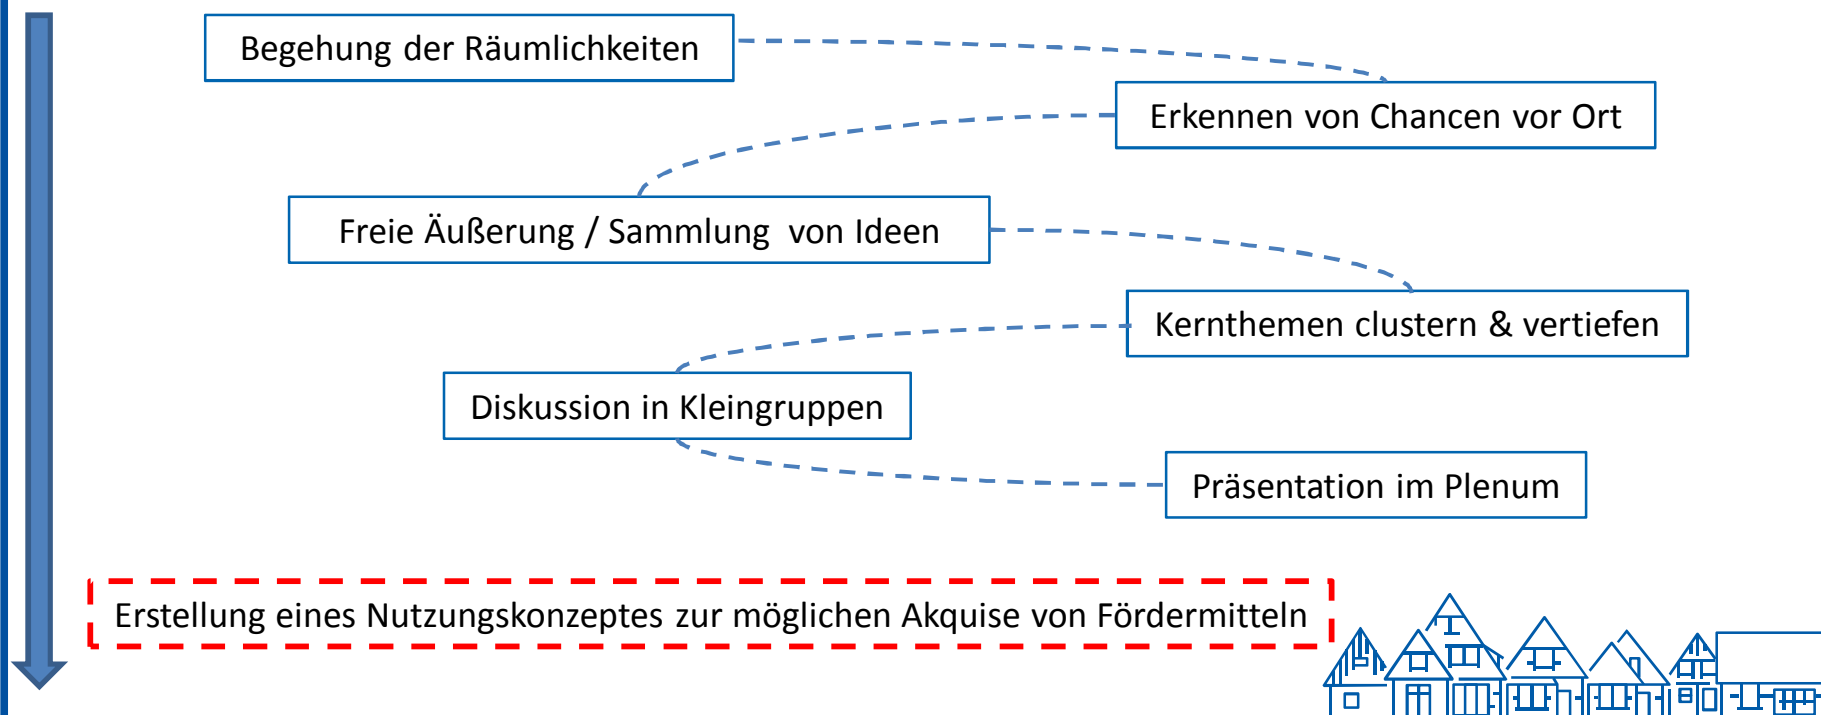 Begehung der Räumlichkeiten
Erkennen von Chancen vor Ort
Freie Äußerung / Sammlung  von Ideen
Kernthemen clustern & vertiefen
Diskussion in Kleingruppen
Präsentation im Plenum
Erstellung eines Nutzungskonzeptes zur möglichen Akquise von Fördermitteln